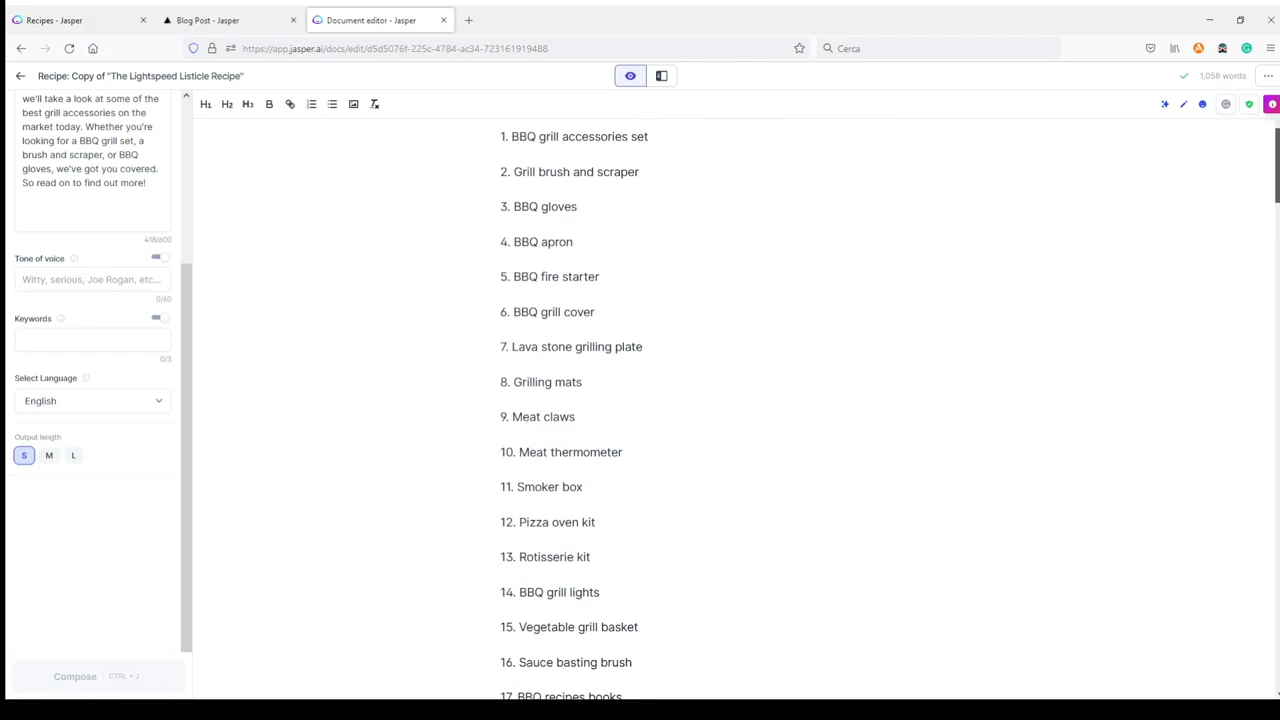 Recipes - Jasper
Blog Post - Jasper
Document editor - Jasper
https://app.jasper.ai/docs/edit/d5d5076f-225c-4784-ac34-723161919488
Cerca
Recipe: Copy of "The Lightspeed Listicle Recipe"
1,058 words
H1 H2 H3 B
we'll take a look at some of the
best grill accessories on the
market today. Whether you're
looking for a BBQ grill set, a
brush and scraper, or BBQ
gloves, we've got you covered.
So read on to find out more!
418/600
Tone of voice
Witty, serious, Joe Rogan, etc...
0/60
Keywords
0/3
Select Language
English
Output length
S M L
Compose CTRL + J
1. BBQ grill accessories set
2. Grill brush and scraper
3. BBQ gloves
4. BBQ apron
5. BBQ fire starter
6. BBQ grill cover
7. Lava stone grilling plate
8. Grilling mats
9. Meat claws
10. Meat thermometer
11. Smoker box
12. Pizza oven kit
13. Rotisserie kit
14. BBQ grill lights
15. Vegetable grill basket
16. Sauce basting brush
17. BBQ recipes books